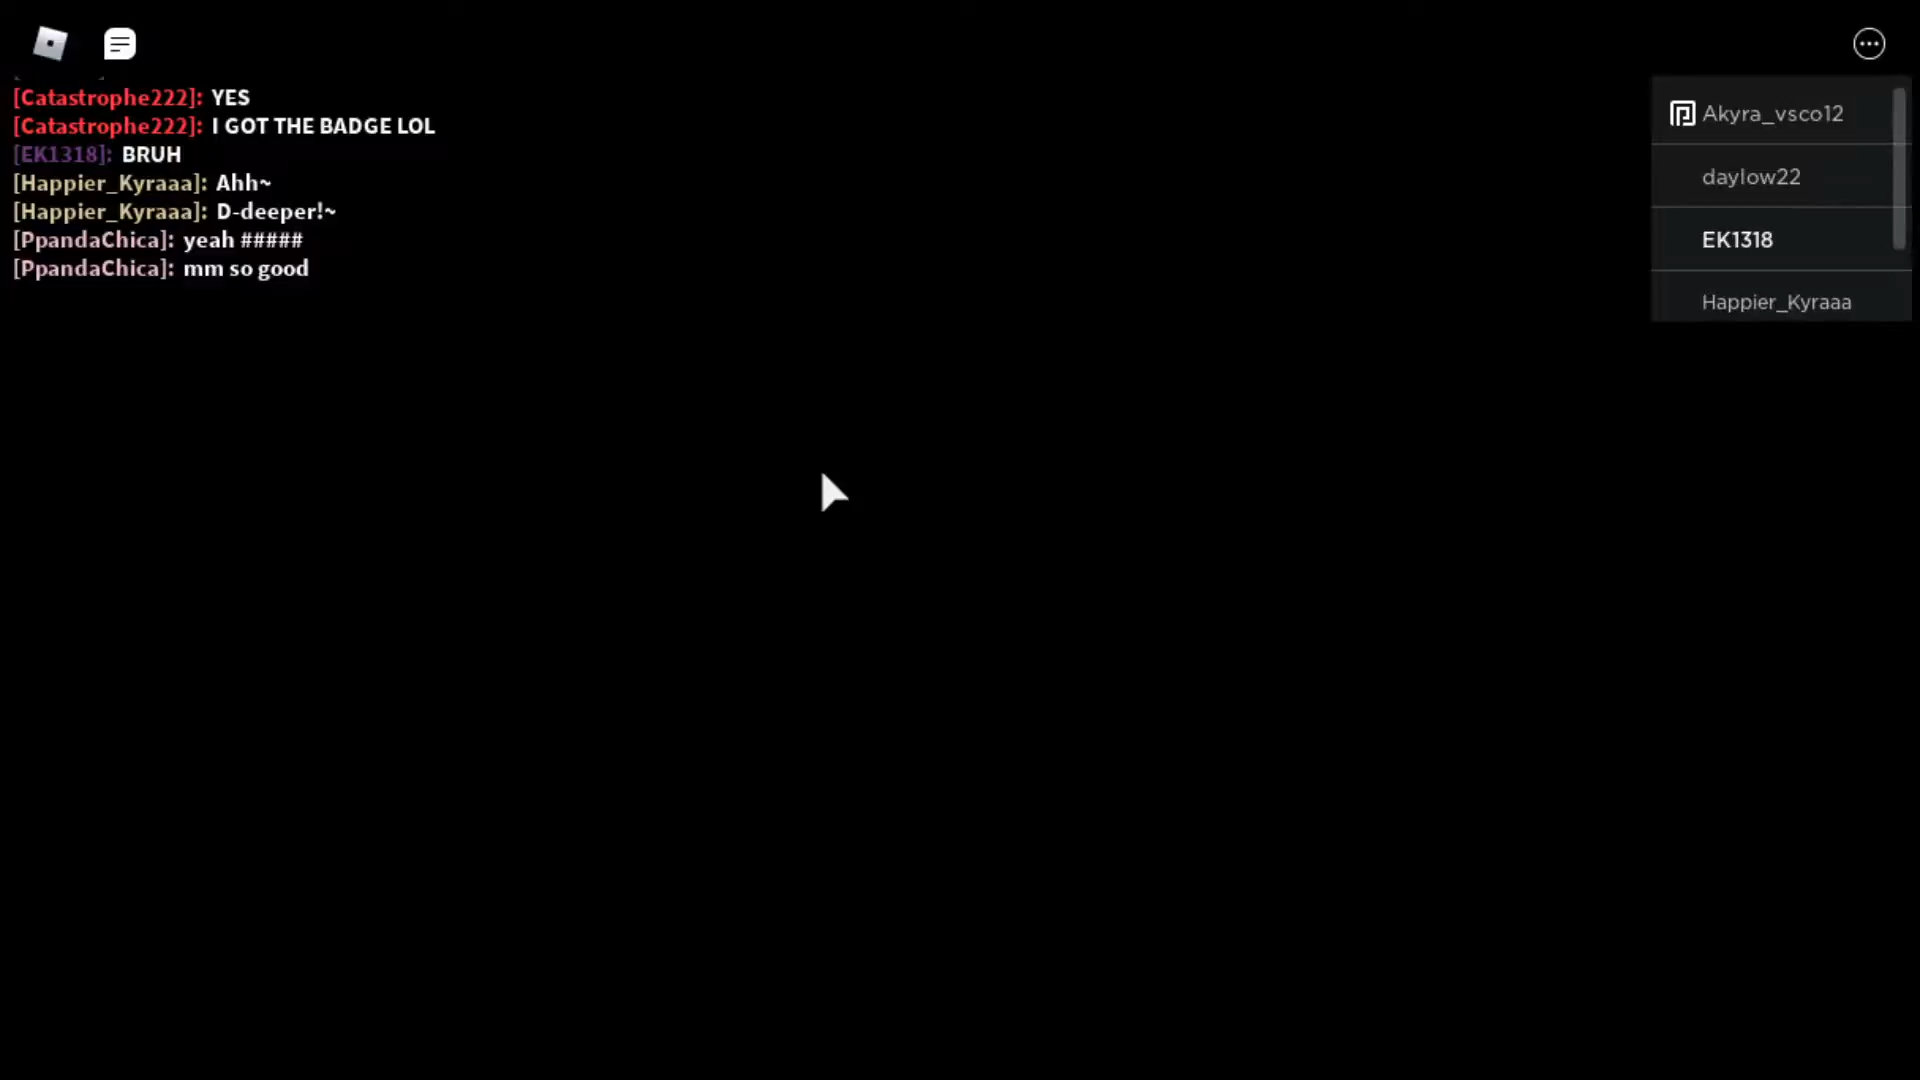 [Catastrophe222]: YES
[Catastrophe222]: I GOT THE BADGE LOL
[EK1318]: BRUH
[Happier_Kyraaa]: Ahh~
[Happier_Kyraaa]: D-deeper!~
[PpandaChica]: yeah #####
[PpandaChica]: mm so good
Akyra_vsco12
daylow22
EK1318
Happier_Kyraaa